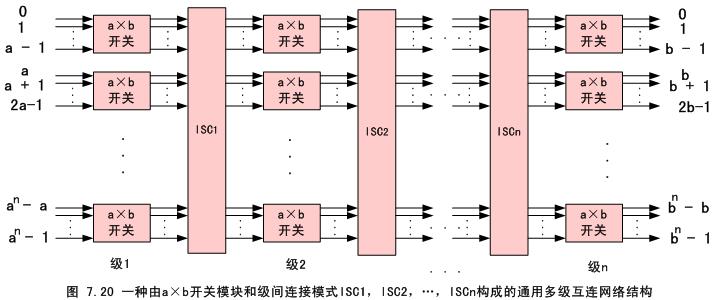 0 a×b a×b a×b 0
1 开关 开关 开关 1
a - 1 b - 1
a a×b a×b a×b b
a + 1 开关 开关 开关 b + 1
2a-1 2b-1
ISC1 ISC2 ISCn
aⁿ- a a×b a×b a×b bⁿ- b
aⁿ- 1 开关 开关 开关 bⁿ- 1
级1 级2 级n
图 7.20 一种由a×b开关模块和级间连接模式ISC1, ISC2, …, ISCn构成的通用多级互连网络结构